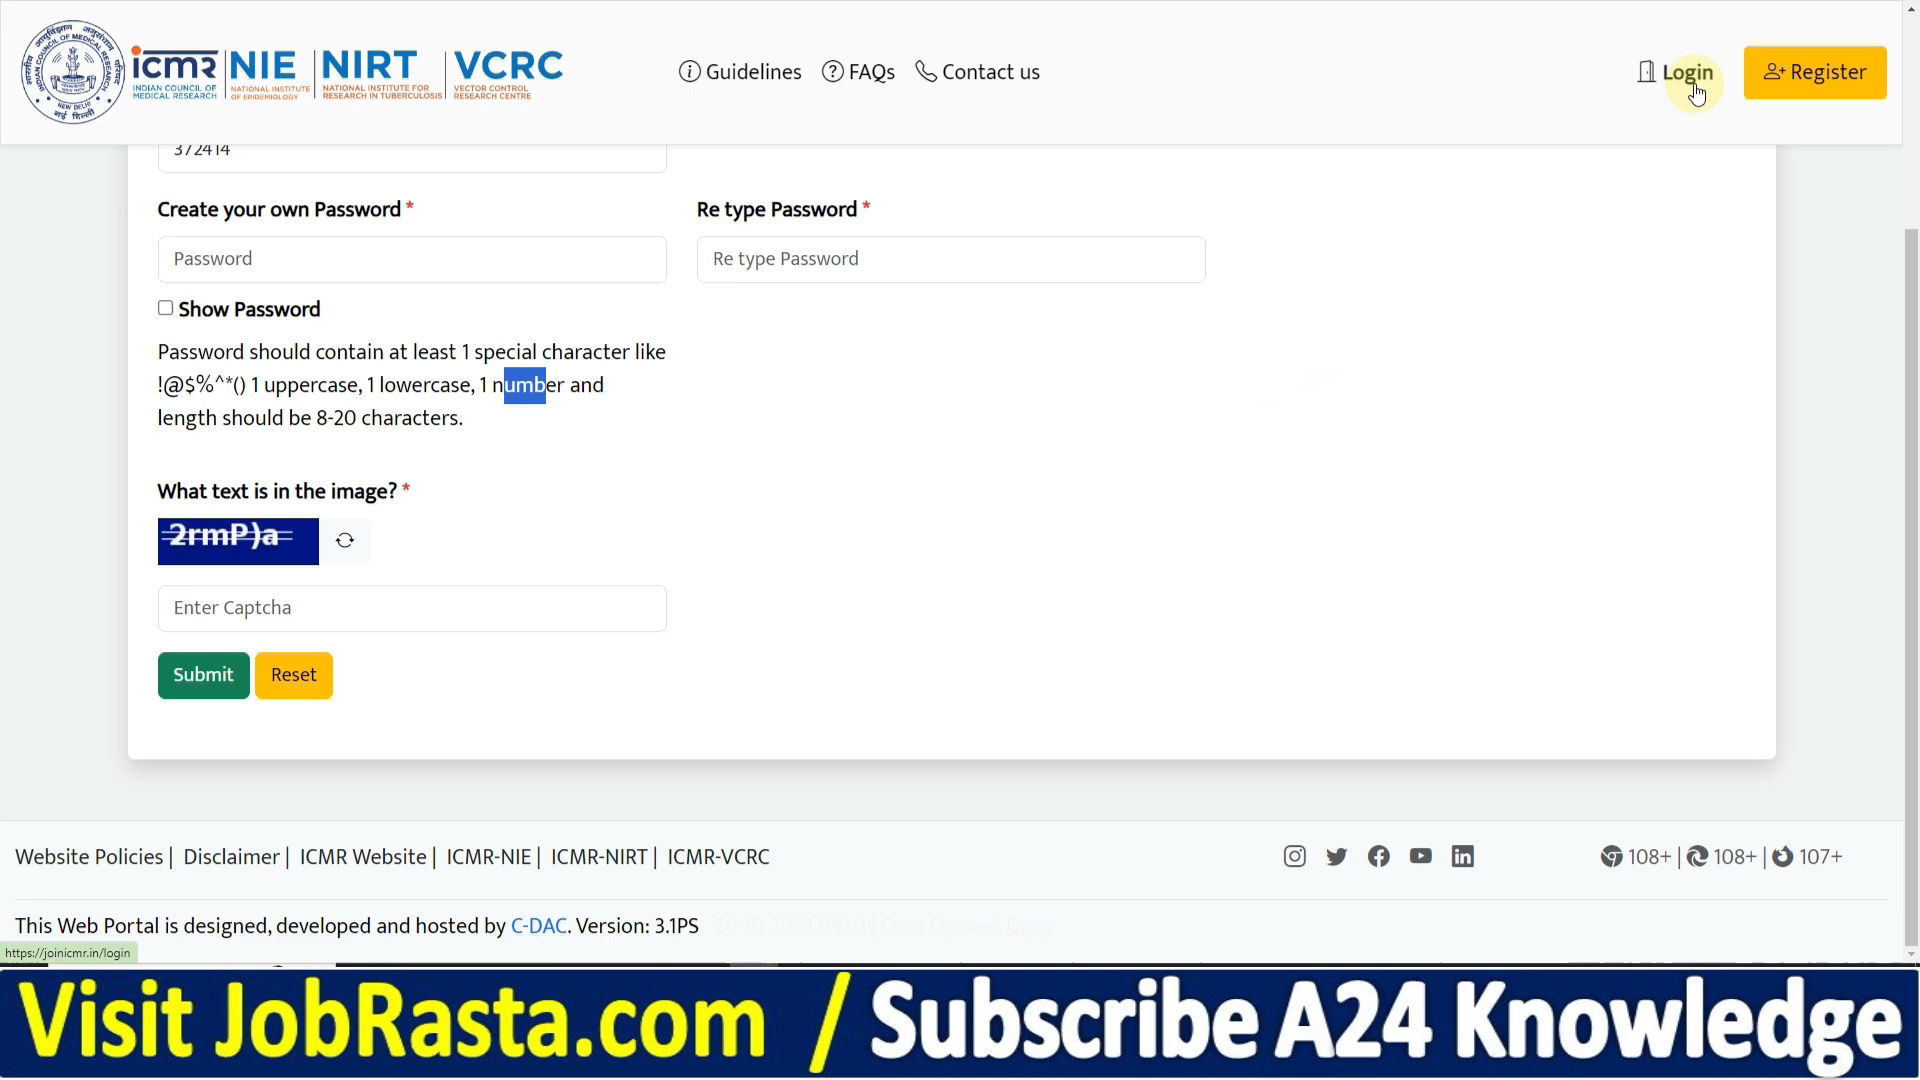 icmr NIE NIRT VCRC
INDIAN COUNCIL OF MEDICAL RESEARCH
NATIONAL INSTITUTE OF EPIDEMIOLOGY
NATIONAL INSTITUTE FOR RESEARCH IN TUBERCULOSIS
VECTOR CONTROL RESEARCH CENTRE
Guidelines FAQs Contact us
Login Register
372414
Create your own Password * Re type Password *
Password Re type Password
Show Password
Password should contain at least 1 special character like
!@$%^*() 1 uppercase, 1 lowercase, 1 number and
length should be 8-20 characters.
What text is in the image? *
2rmP)a
Enter Captcha
Submit Reset
Website Policies | Disclaimer | ICMR Website | ICMR-NIE | ICMR-NIRT | ICMR-VCRC
108+ | 108+ | 107+
This Web Portal is designed, developed and hosted by C-DAC. Version: 3.1PS
https://joinicmr.in/login
Visit JobRasta.com / Subscribe A24 Knowledge